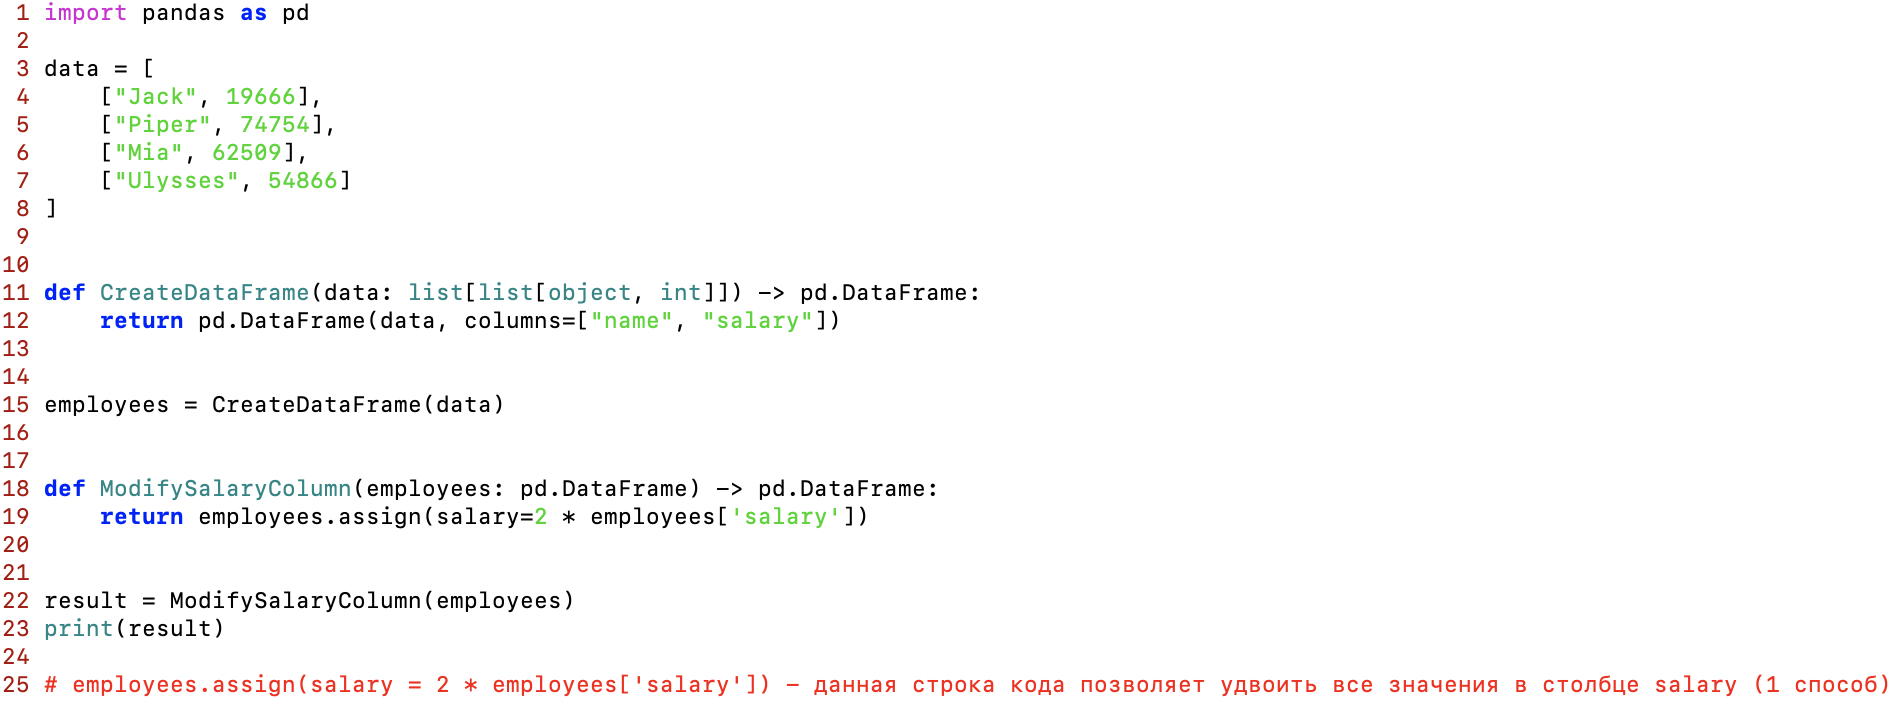 1 import pandas as pd
2
3 data = [
4     ["Jack", 19666],
5     ["Piper", 74754],
6     ["Mia", 62509],
7     ["Ulysses", 54866]
8 ]
9
10
11 def CreateDataFrame(data: list[list[object, int]]) -> pd.DataFrame:
12     return pd.DataFrame(data, columns=["name", "salary"])
13
14
15 employees = CreateDataFrame(data)
16
17
18 def ModifySalaryColumn(employees: pd.DataFrame) -> pd.DataFrame:
19     return employees.assign(salary=2 * employees['salary'])
20
21
22 result = ModifySalaryColumn(employees)
23 print(result)
24
25 # employees.assign(salary = 2 * employees['salary']) – данная строка кода позволяет удвоить все значения в столбце salary (1 способ)